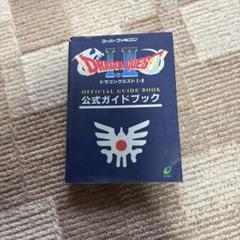 スーパーファミコン
DRAGON QUEST
I・II
ドラゴンクエストI・II
OFFICIAL GUIDE BOOK
公式ガイドブック